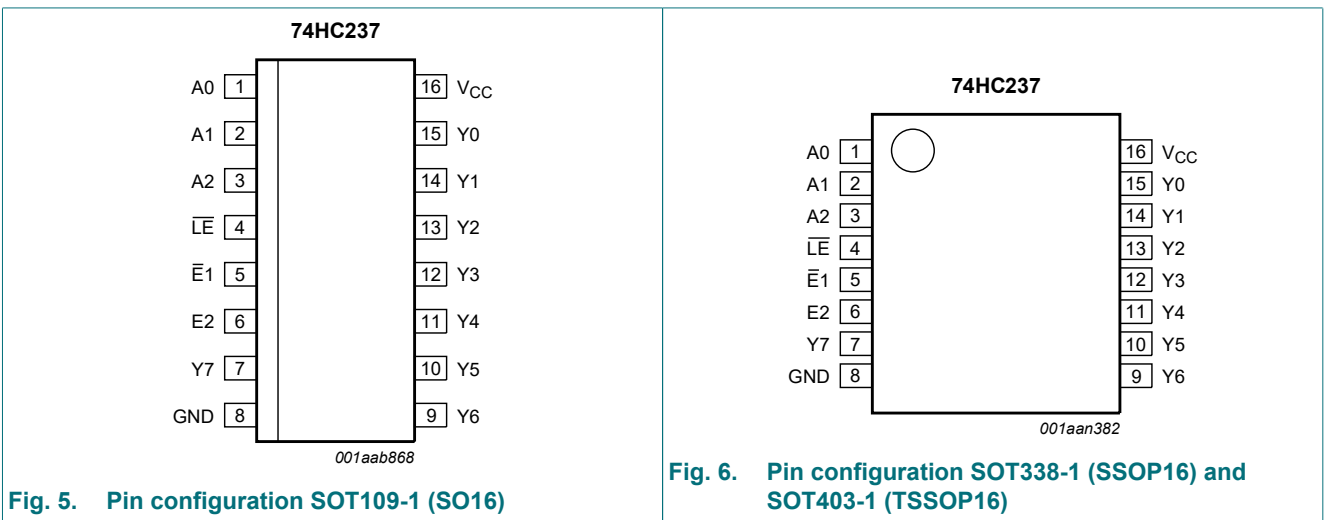 74HC237
A0 1
16 VCC
A1 2
15 Y0
A2 3
14 Y1
L̅E̅ 4
13 Y2
E̅1 5
12 Y3
E2 6
11 Y4
Y7 7
10 Y5
GND 8
9 Y6
001aab868
Fig. 5. Pin configuration SOT109-1 (SO16)
74HC237
A0 1
16 VCC
A1 2
15 Y0
A2 3
14 Y1
L̅E̅ 4
13 Y2
E̅1 5
12 Y3
E2 6
11 Y4
Y7 7
10 Y5
GND 8
9 Y6
001aan382
Fig. 6. Pin configuration SOT338-1 (SSOP16) and
SOT403-1 (TSSOP16)